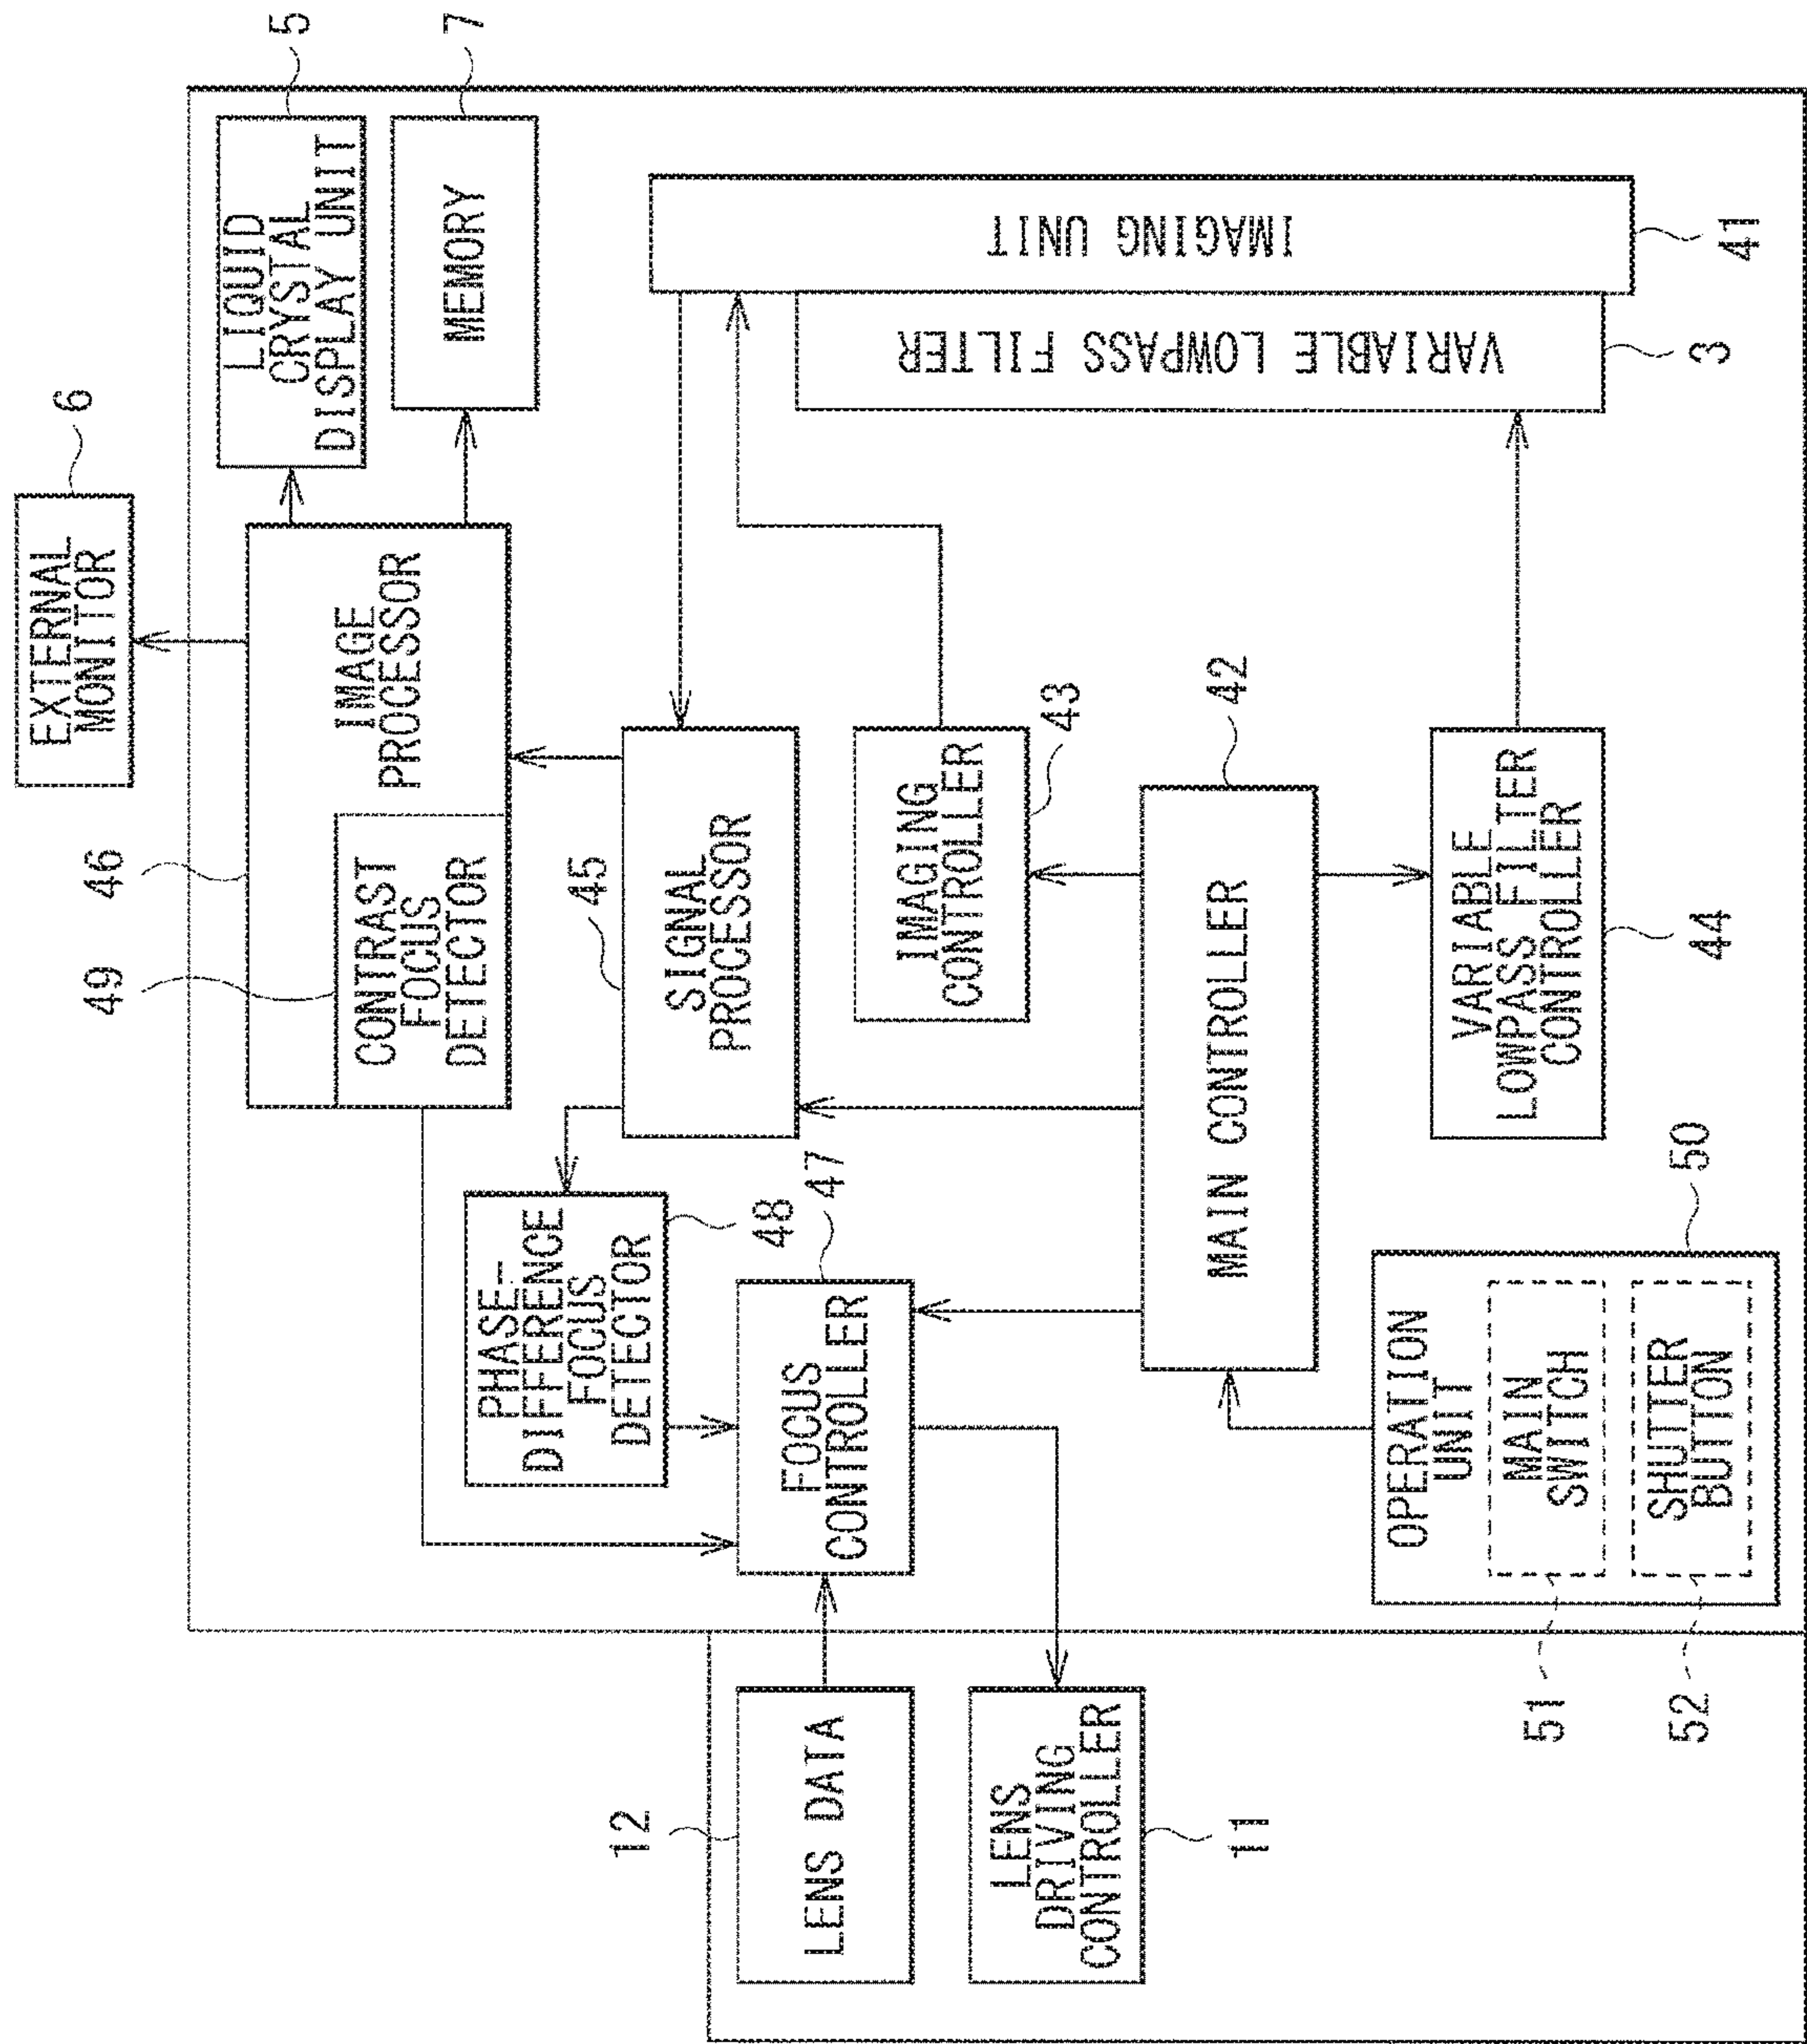 6
EXTERNAL
MONITOR
5
LIQUID
CRYSTAL
DISPLAY UNIT
7
MEMORY
46
IMAGE
PROCESSOR
49
CONTRAST
FOCUS
DETECTOR
45
SIGNAL
PROCESSOR
PHASE-
DIFFERENCE
FOCUS
DETECTOR
48
47
FOCUS
CONTROLLER
12
LENS DATA
LENS
DRIVING
CONTROLLER
11
IMAGING
CONTROLLER
43
42
MAIN CONTROLLER
VARIABLE
LOWPASS FILTER
CONTROLLER
44
IMAGING UNIT
41
VARIABLE LOWPASS FILTER
3
50
OPERATION
UNIT
MAIN
SWITCH
51
SHUTTER
BUTTON
52